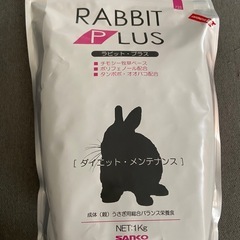 RABBIT
PLUS
ラビット・プラス
• チモシー牧草ベース
• ポリフェノール配合
• タンポポ・オオバコ配合
[ ダイエット・メンテナンス ]
成体（親）うさぎ用総合バランス栄養食
NET.1Kg
SANKO